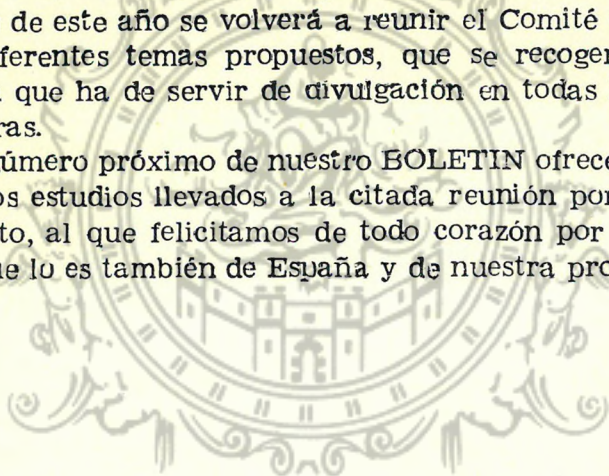 de este año se volverá a reunir el Comité
ferentes temas propuestos, que se recoger
que ha de servir de divulgación en todas
ras.
úmero próximo de nuestro BOLETIN ofrece
os estudios llevados a la citada reunión por
to, al que felicitamos de todo corazón por
ue lo es también de España y de nuestra pro